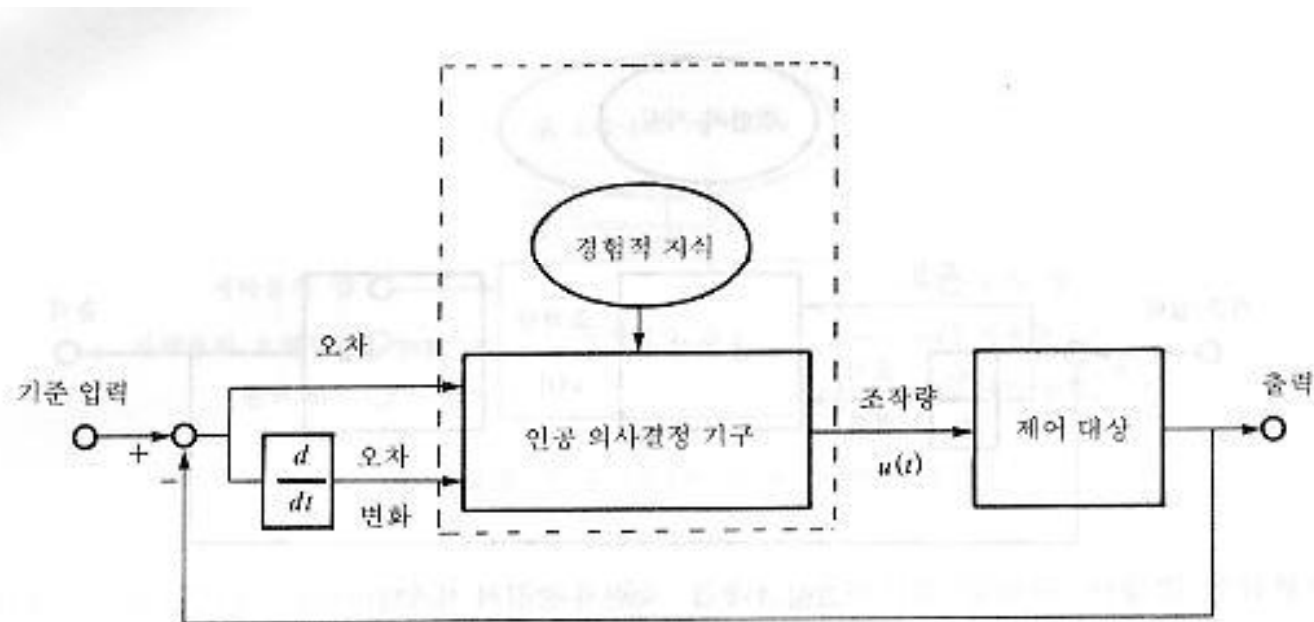 경험적 지식
오차
기준 입력
+
-
d
dt
오차
변화
인공 의사결정 기구
조작량
u(t)
제어 대상
출력